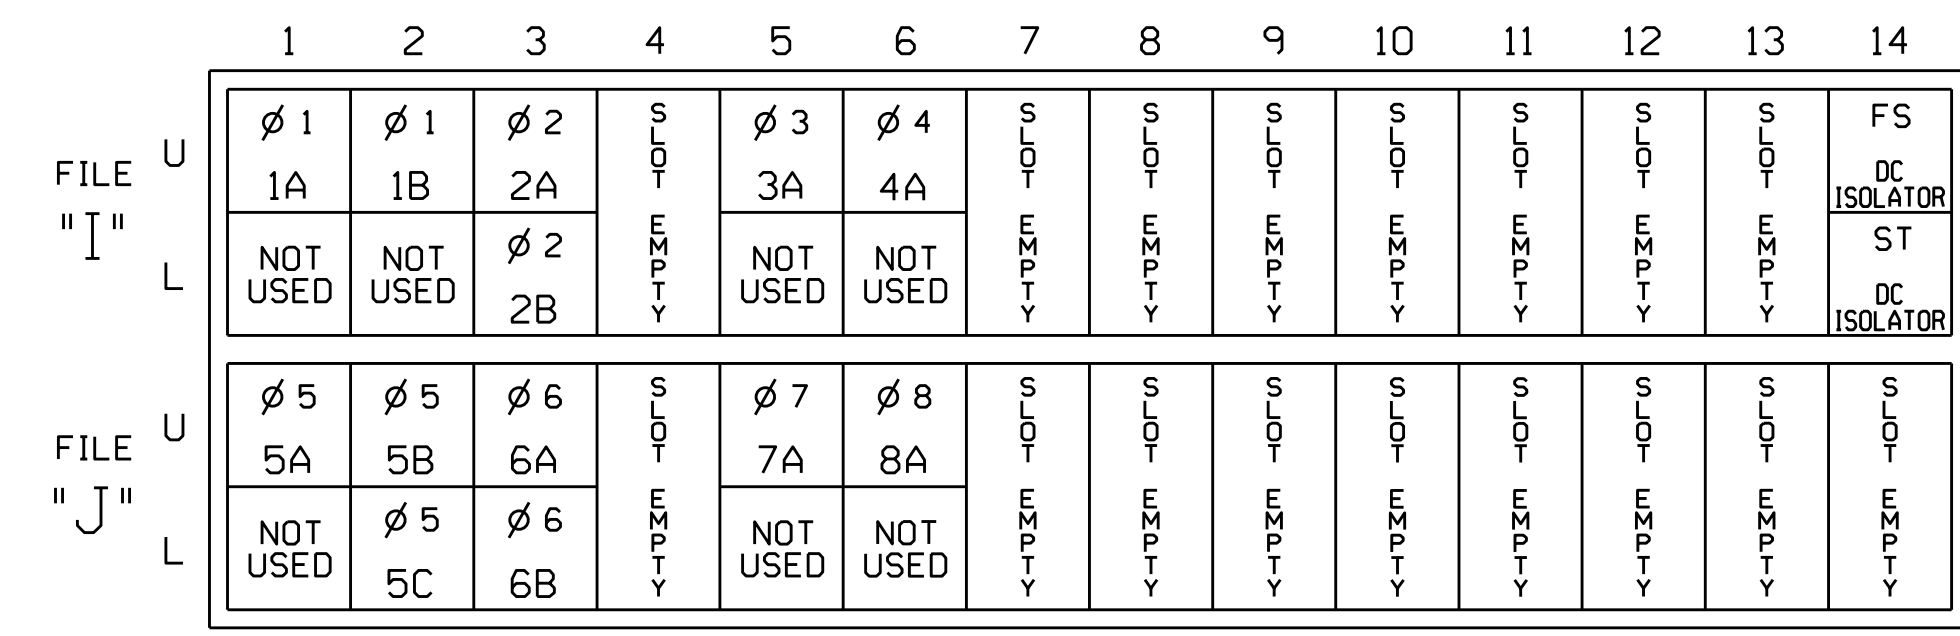 1 2 3 4 5 6 7 8 9 10 11 12 13 14
FILE "I"
U
Ø 1 1A
Ø 1 1B
Ø 2 2A
SLOT EMPTY
Ø 3 3A
Ø 4 4A
SLOT EMPTY
SLOT EMPTY
SLOT EMPTY
SLOT EMPTY
SLOT EMPTY
SLOT EMPTY
SLOT EMPTY
FS
DC
ISOLATOR
L
NOT USED
NOT USED
Ø 2 2B
NOT USED
NOT USED
ST
DC
ISOLATOR
FILE "J"
U
Ø 5 5A
Ø 5 5B
Ø 6 6A
SLOT EMPTY
Ø 7 7A
Ø 8 8A
SLOT EMPTY
SLOT EMPTY
SLOT EMPTY
SLOT EMPTY
SLOT EMPTY
SLOT EMPTY
SLOT EMPTY
SLOT EMPTY
L
NOT USED
Ø 5 5C
Ø 6 6B
NOT USED
NOT USED